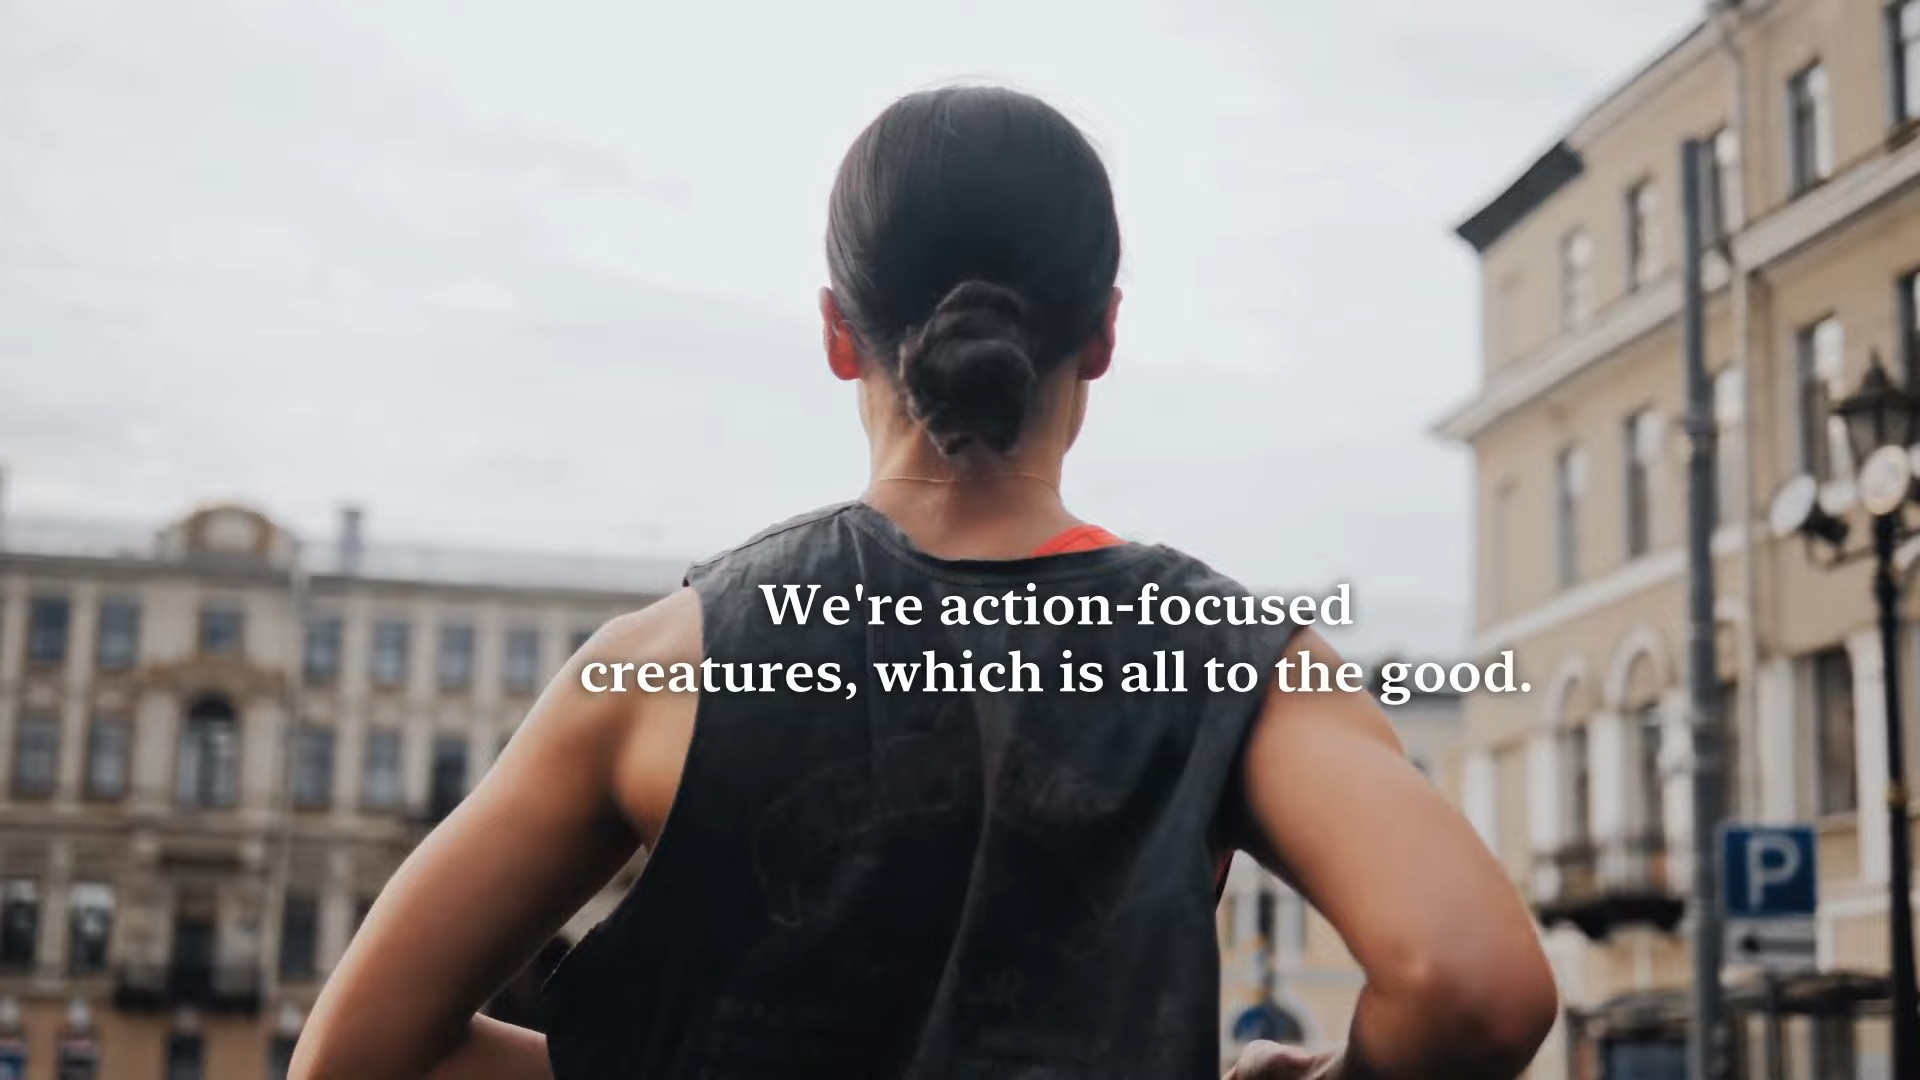 We're action-focused
creatures, which is all to the good.
P